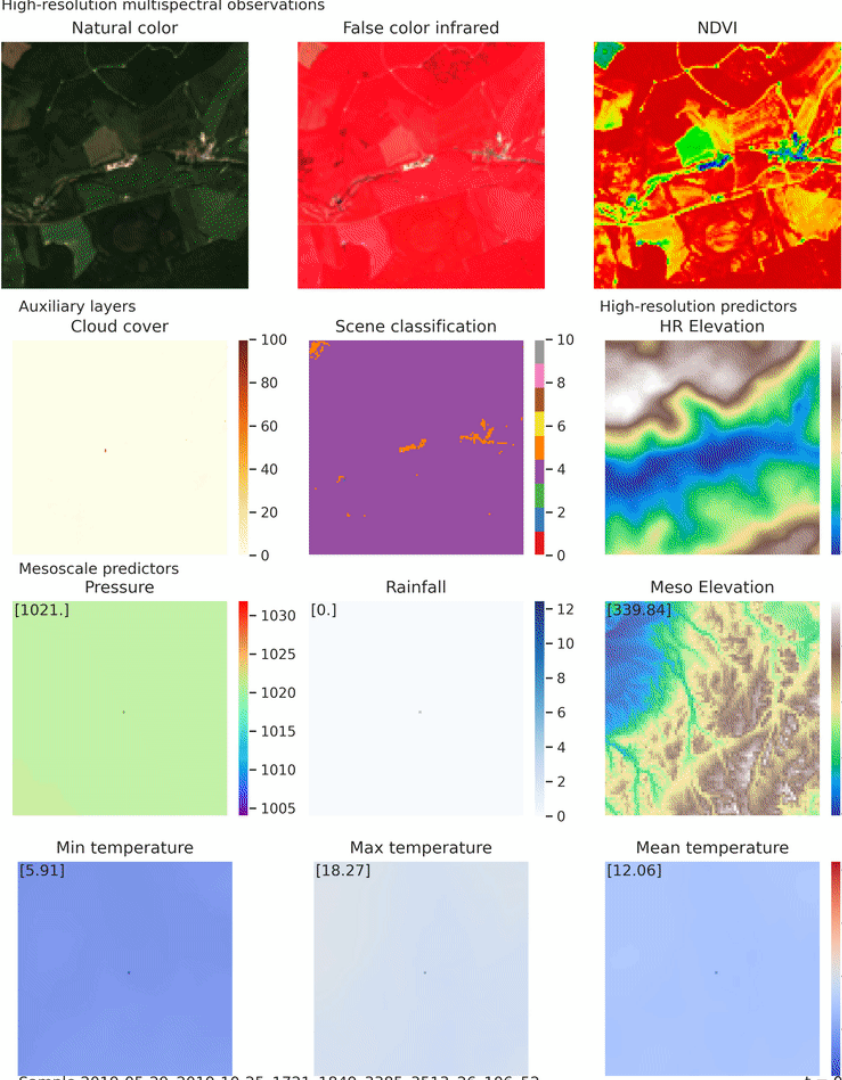 High-resolution multispectral observations
Natural color
False color infrared
NDVI
Auxiliary layers
High-resolution predictors
Cloud cover
Scene classification
HR Elevation
100
80
60
40
20
0
10
8
6
4
2
0
Mesoscale predictors
Pressure
Rainfall
Meso Elevation
[1021.]
[0.]
[339.84]
1030
1025
1020
1015
1010
1005
12
10
8
6
4
2
0
Min temperature
Max temperature
Mean temperature
[5.91]
[18.27]
[12.06]